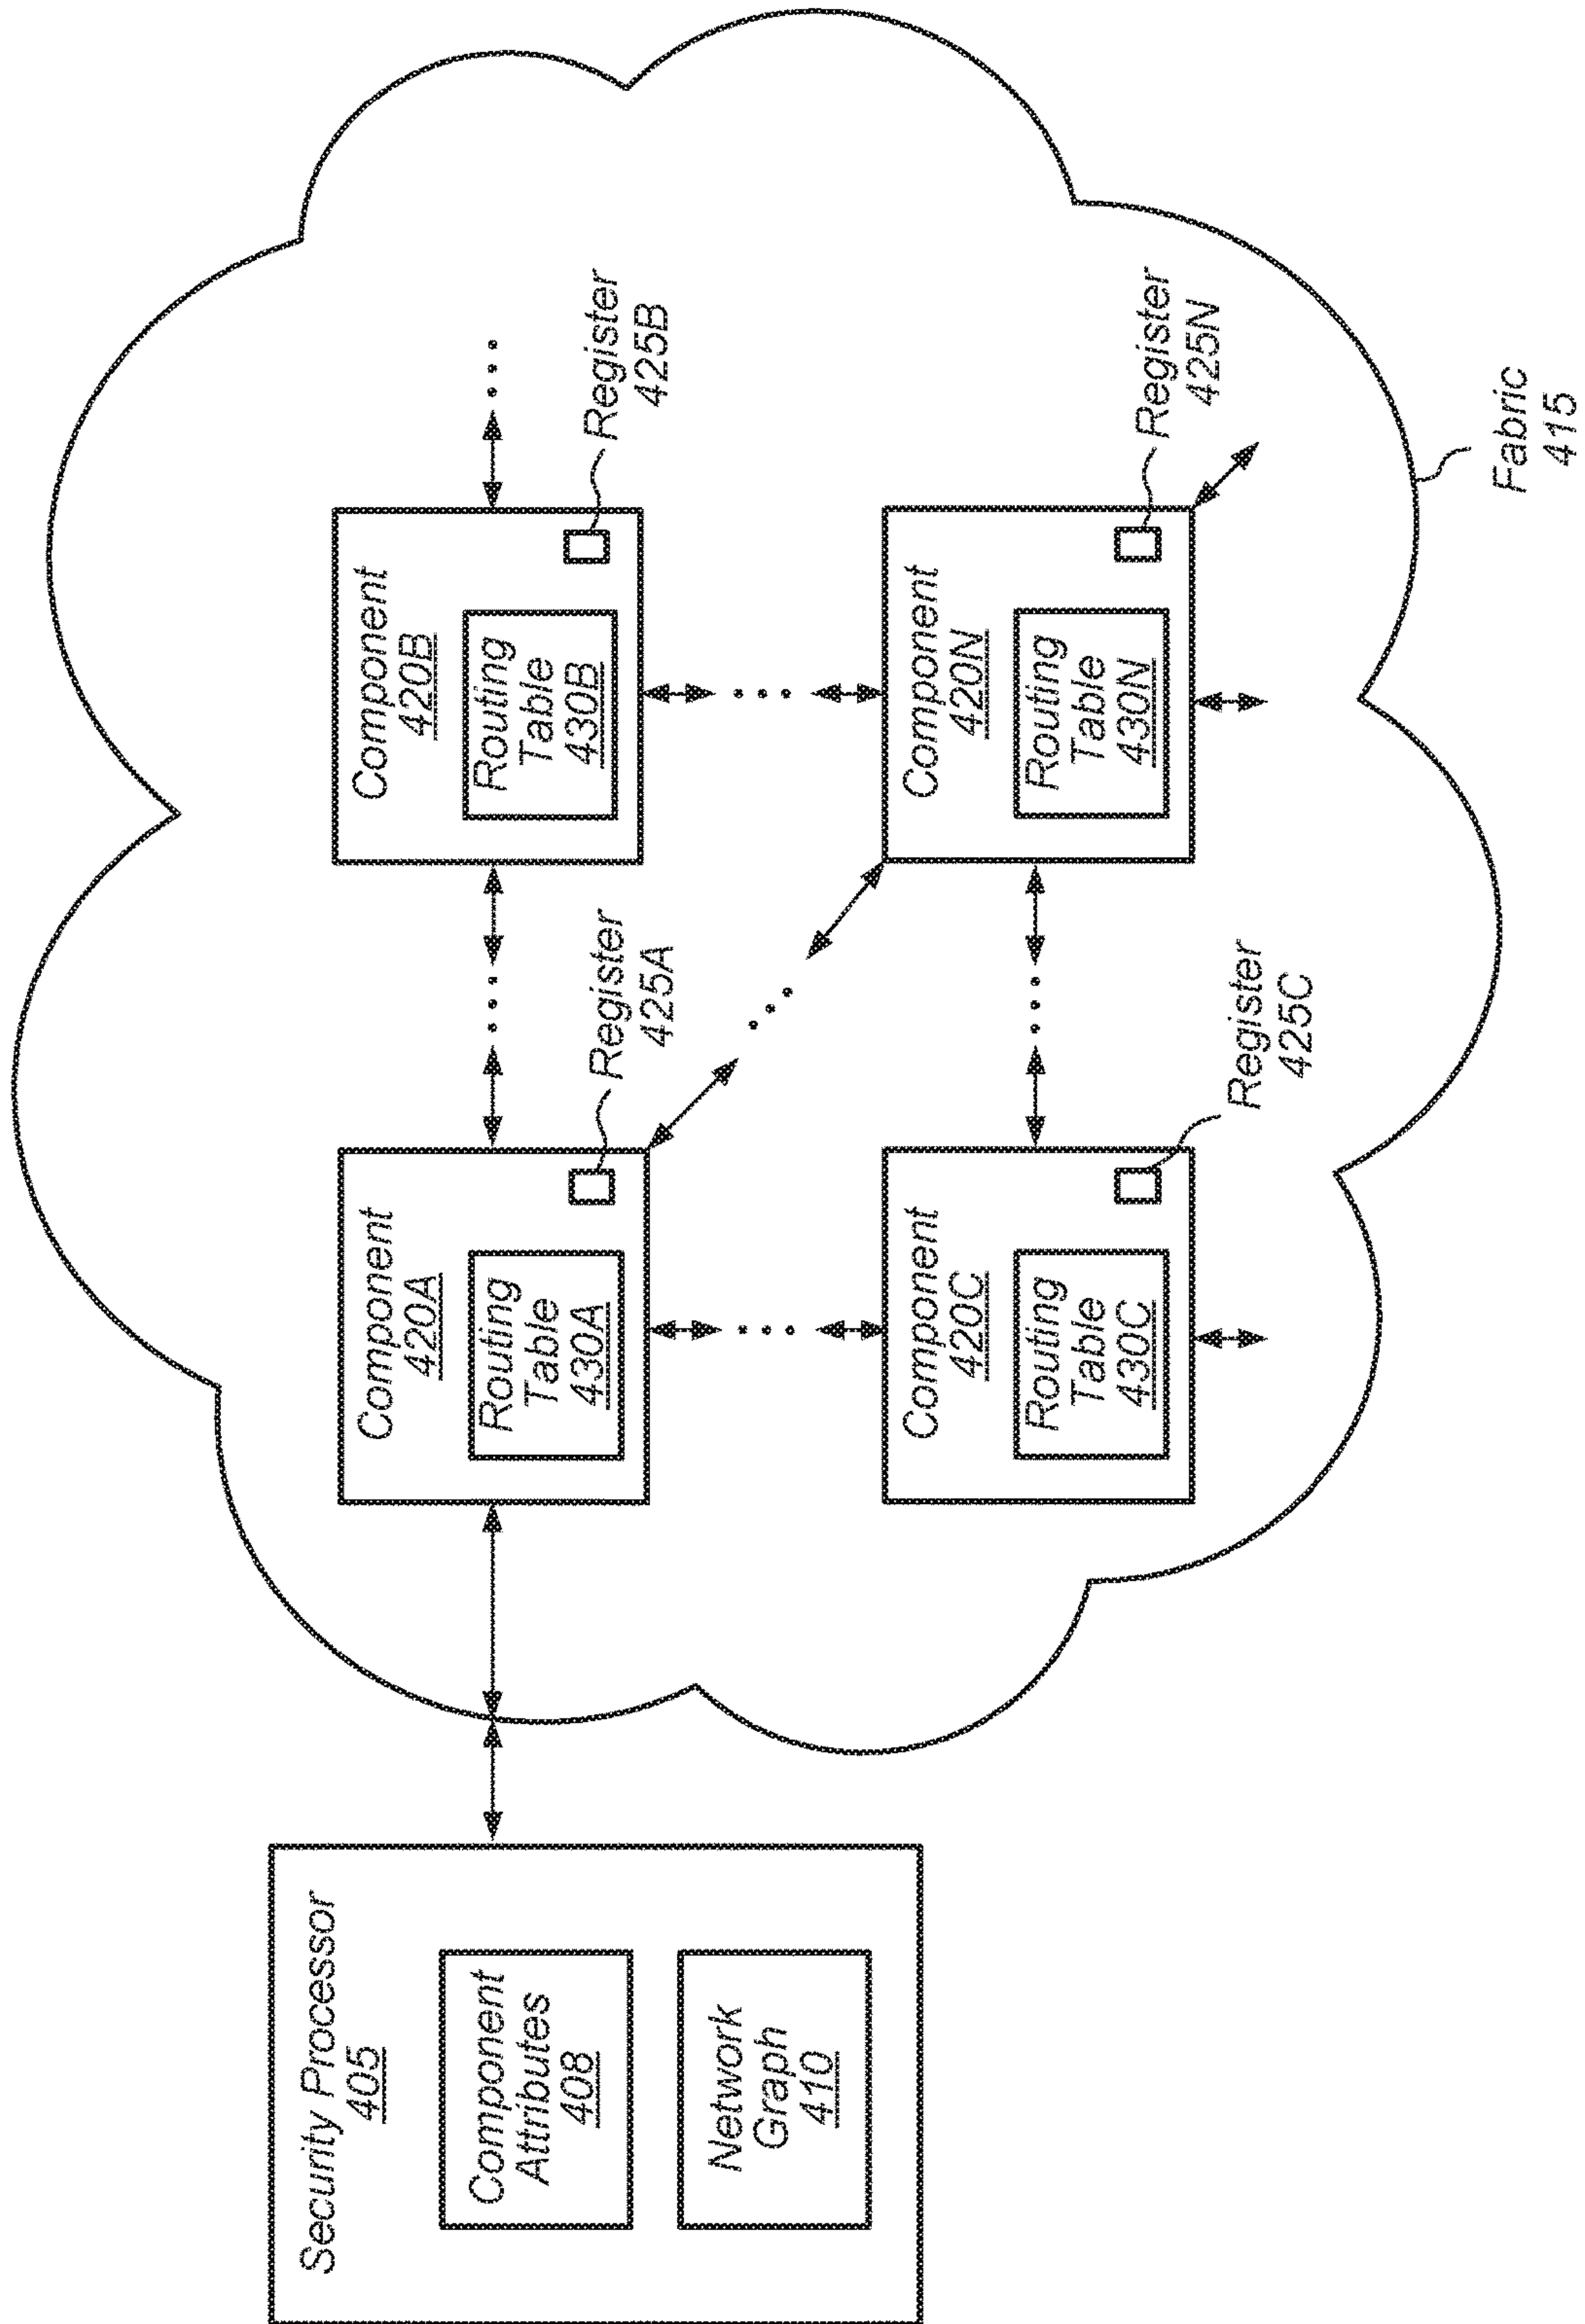 Security Processor
405
Component
Attributes
408
Network
Graph
410
Component
420A
Routing
Table
430A
Register
425A
Component
420B
Routing
Table
430B
Register
425B
Component
420C
Routing
Table
430C
Register
425C
Component
420N
Routing
Table
430N
Register
425N
Fabric
415